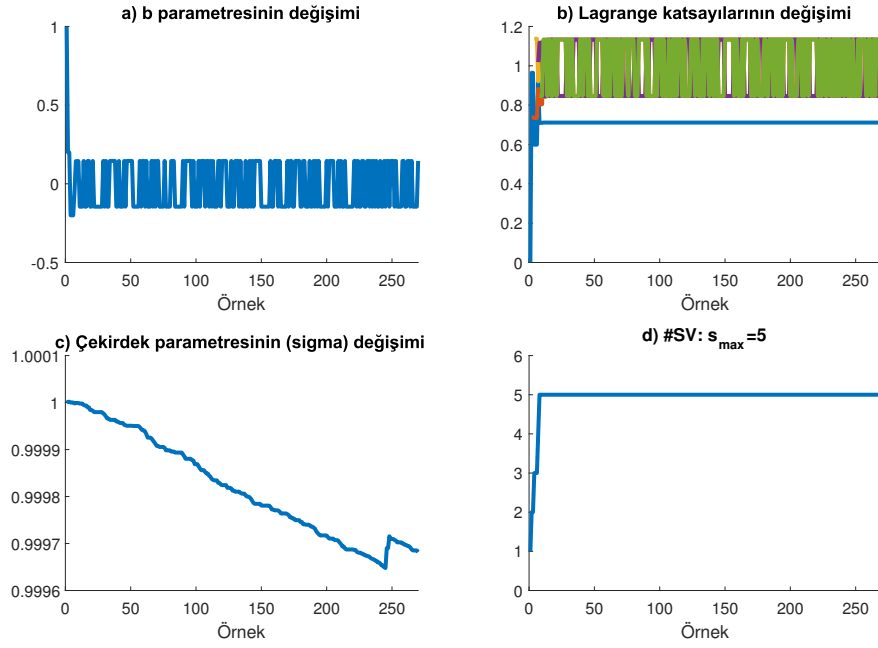 a) b parametresinin değişimi
1
0.5
0
-0.5
0 50 100 150 200 250
Örnek
b) Lagrange katsayılarının değişimi
1.2
1
0.8
0.6
0.4
0.2
0
0 50 100 150 200 250
Örnek
c) Çekirdek parametresinin (sigma) değişimi
1.0001
1
0.9999
0.9998
0.9997
0.9996
0 50 100 150 200 250
Örnek
d) #SV: s_max=5
6
5
4
3
2
1
0
0 50 100 150 200 250
Örnek